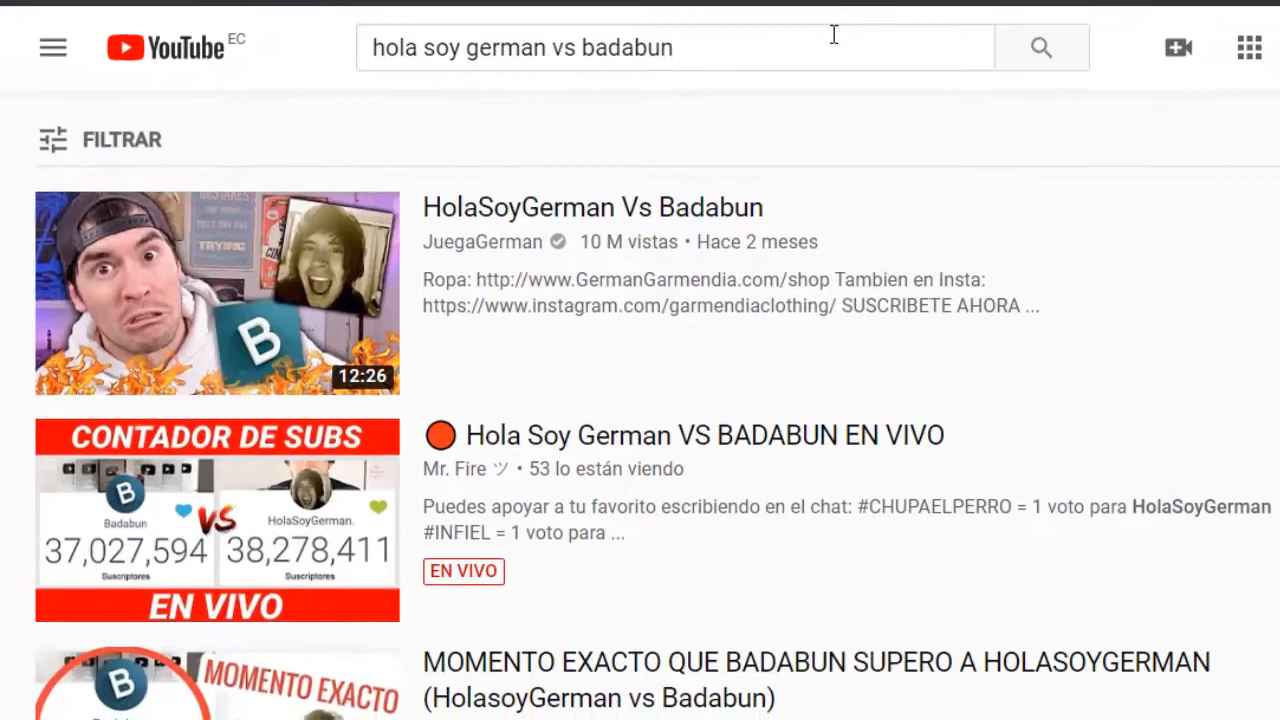 YouTube EC
hola soy german vs badabun
FILTRAR
MISTAKES
TRYING
B
12:26
HolaSoyGerman Vs Badabun
JuegaGerman 10 M vistas • Hace 2 meses
Ropa: http://www.GermanGarmendia.com/shop Tambien en Insta:
https://www.instagram.com/garmendiaclothing/ SUSCRIBETE AHORA ...
CONTADOR DE SUBS
B
VS
Badabun
HolaSoyGerman.
37,027,594
38,278,411
Suscriptores
Suscriptores
EN VIVO
Hola Soy German VS BADABUN EN VIVO
Mr. Fire ツ • 53 lo están viendo
Puedes apoyar a tu favorito escribiendo en el chat: #CHUPAELPERRO = 1 voto para HolaSoyGerman
#INFIEL = 1 voto para ...
EN VIVO
B
MOMENTO EXACTO
MOMENTO EXACTO QUE BADABUN SUPERO A HOLASOYGERMAN
(HolasoyGerman vs Badabun)